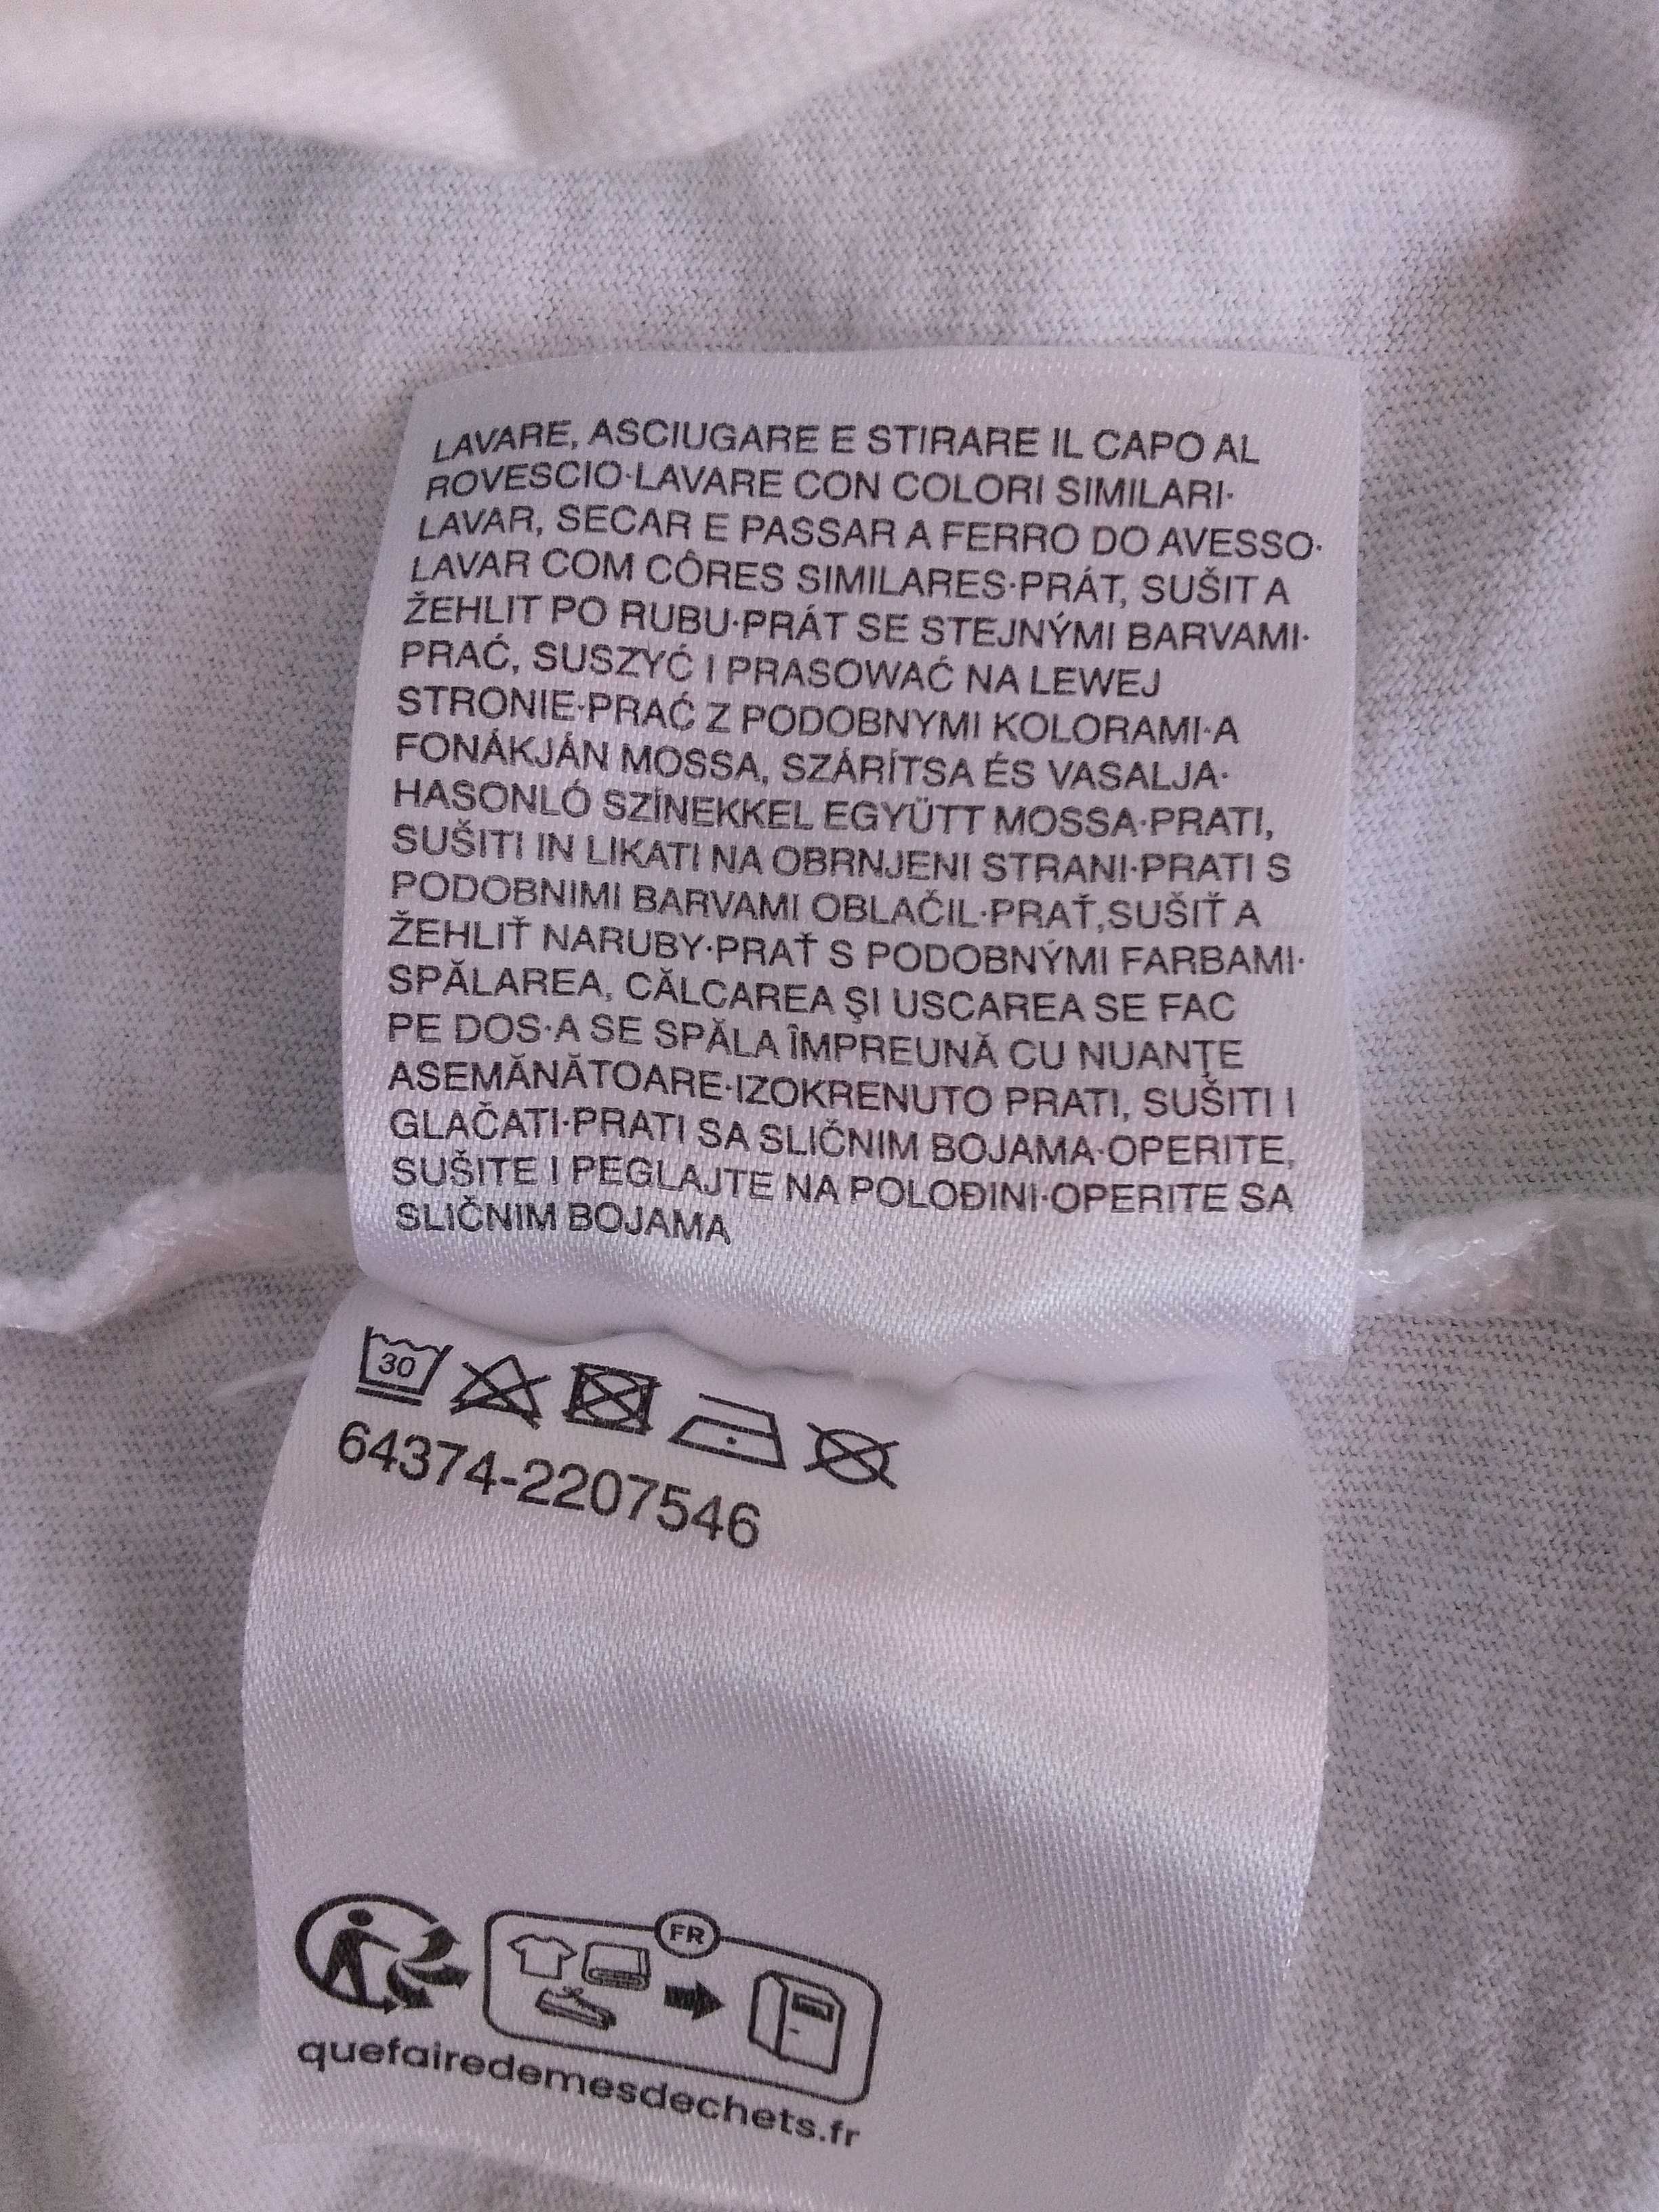 LAVARE, ASCIUGARE E STIRARE IL CAPO AL
ROVESCIO·LAVARE CON COLORI SIMILARI·
LAVAR, SECAR E PASSAR A FERRO DO AVESSO·
LAVAR COM CÔRES SIMILARES·PRÁT, SUŠIT A
ŽEHLIT PO RUBU·PRÁT SE STEJNÝMI BARVAMI·
PRAĆ, SUSZYĆ I PRASOWAĆ NA LEWEJ
STRONIE·PRAĆ Z PODOBNYMI KOLORAMI·A
FONÁKJÁN MOSSA, SZÁRÍTSA ÉS VASALJA·
HASONLÓ SZÍNEKKEL EGYÜTT MOSSA·PRATI,
SUŠITI IN LIKATI NA OBRNJENI STRANI·PRATI S
PODOBNIMI BARVAMI OBLAČIL·PRAŤ,SUŠIŤ A
ŽEHLIŤ NARUBY·PRAŤ S PODOBNÝMI FARBAMI·
SPĂLAREA, CĂLCAREA ŞI USCAREA SE FAC
PE DOS·A SE SPĂLA ÎMPREUNĂ CU NUANŢE
ASEMĂNĂTOARE·IZOKRENUTO PRATI, SUŠITI I
GLAČATI·PRATI SA SLIČNIM BOJAMA·OPERITE,
SUŠITE I PEGLAJTE NA POLOĐINI·OPERITE SA
SLIČNIM BOJAMA
30
64374-2207546
FR
quefairedemesdechets.fr